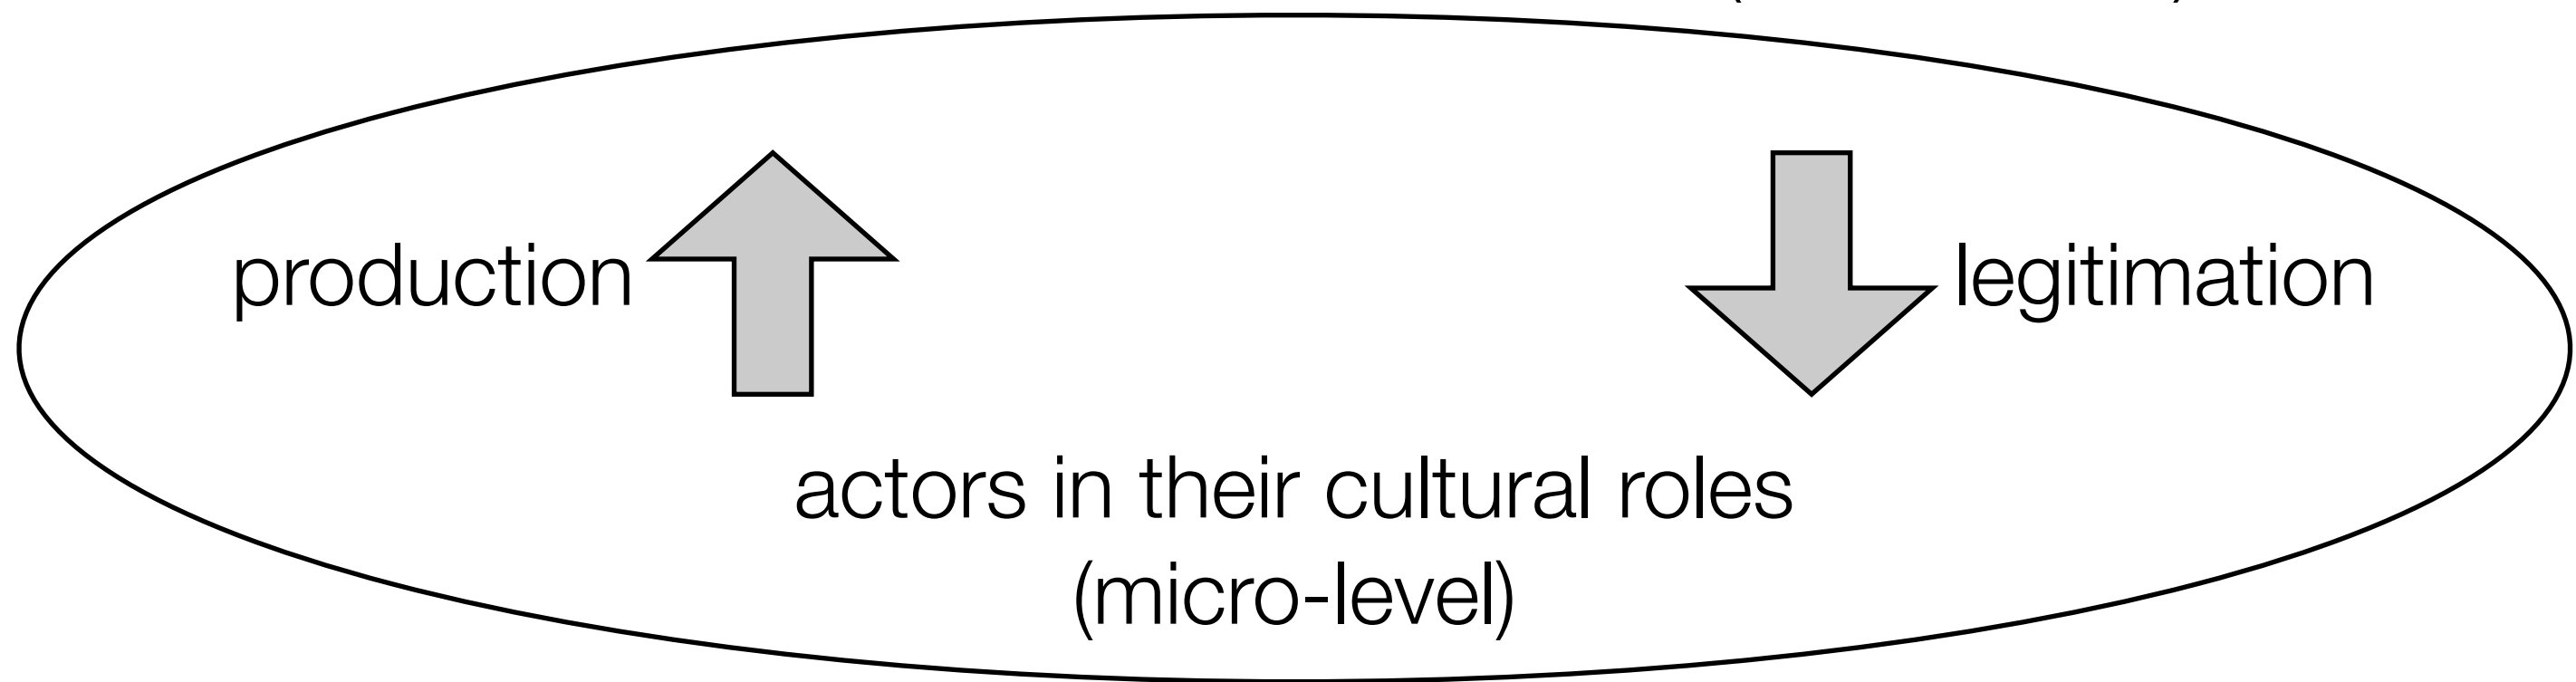 production
legitimation
actors in their cultural roles
(micro-level)